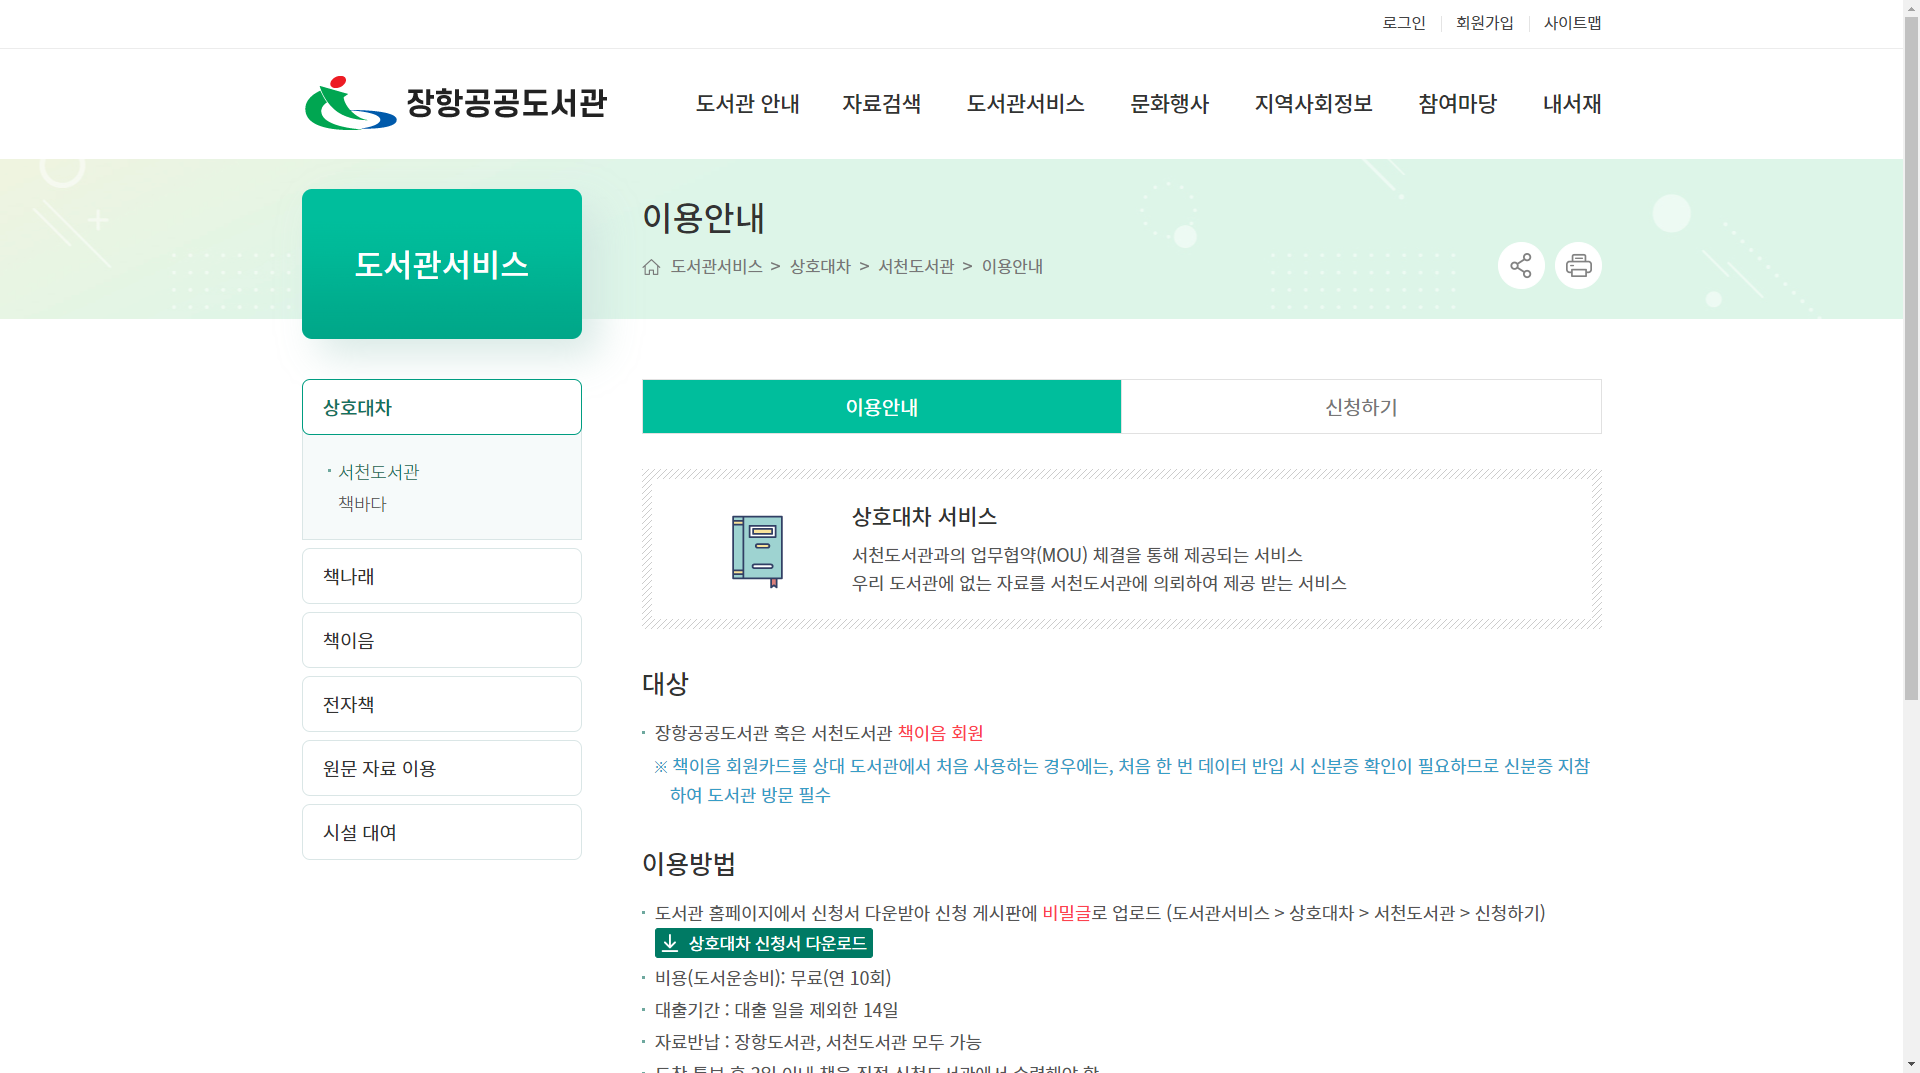 로그인
회원가입
사이트맵
장항공공도서관
도서관 안내
자료검색
도서관서비스
문화행사
지역사회정보
참여마당
내서재
도서관서비스
이용안내
도서관서비스 > 상호대차 > 서천도서관 > 이용안내
상호대차
서천도서관
책바다
책나래
책이음
전자책
원문 자료 이용
시설 대여
이용안내
신청하기
상호대차 서비스
서천도서관과의 업무협약(MOU) 체결을 통해 제공되는 서비스
우리 도서관에 없는 자료를 서천도서관에 의뢰하여 제공 받는 서비스
대상
장항공공도서관 혹은 서천도서관 책이음 회원
※ 책이음 회원카드를 상대 도서관에서 처음 사용하는 경우에는, 처음 한 번 데이터 반입 시 신분증 확인이 필요하므로 신분증 지참
하여 도서관 방문 필수
이용방법
도서관 홈페이지에서 신청서 다운받아 신청 게시판에 비밀글로 업로드 (도서관서비스 > 상호대차 > 서천도서관 > 신청하기)
상호대차 신청서 다운로드
비용(도서운송비): 무료(연 10회)
대출기간 : 대출 일을 제외한 14일
자료반납 : 장항도서관, 서천도서관 모두 가능